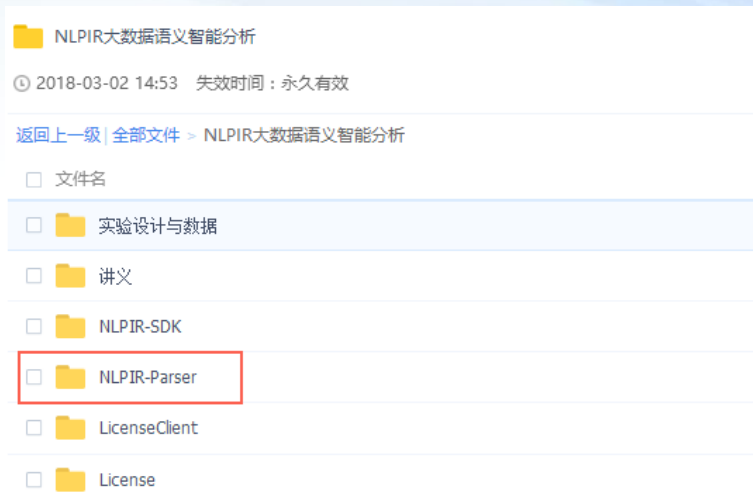 NLPIR大数据语义智能分析
2018-03-02 14:53 失效时间：永久有效
返回上一级 | 全部文件 > NLPIR大数据语义智能分析
文件名
实验设计与数据
讲义
NLPIR-SDK
NLPIR-Parser
LicenseClient
License